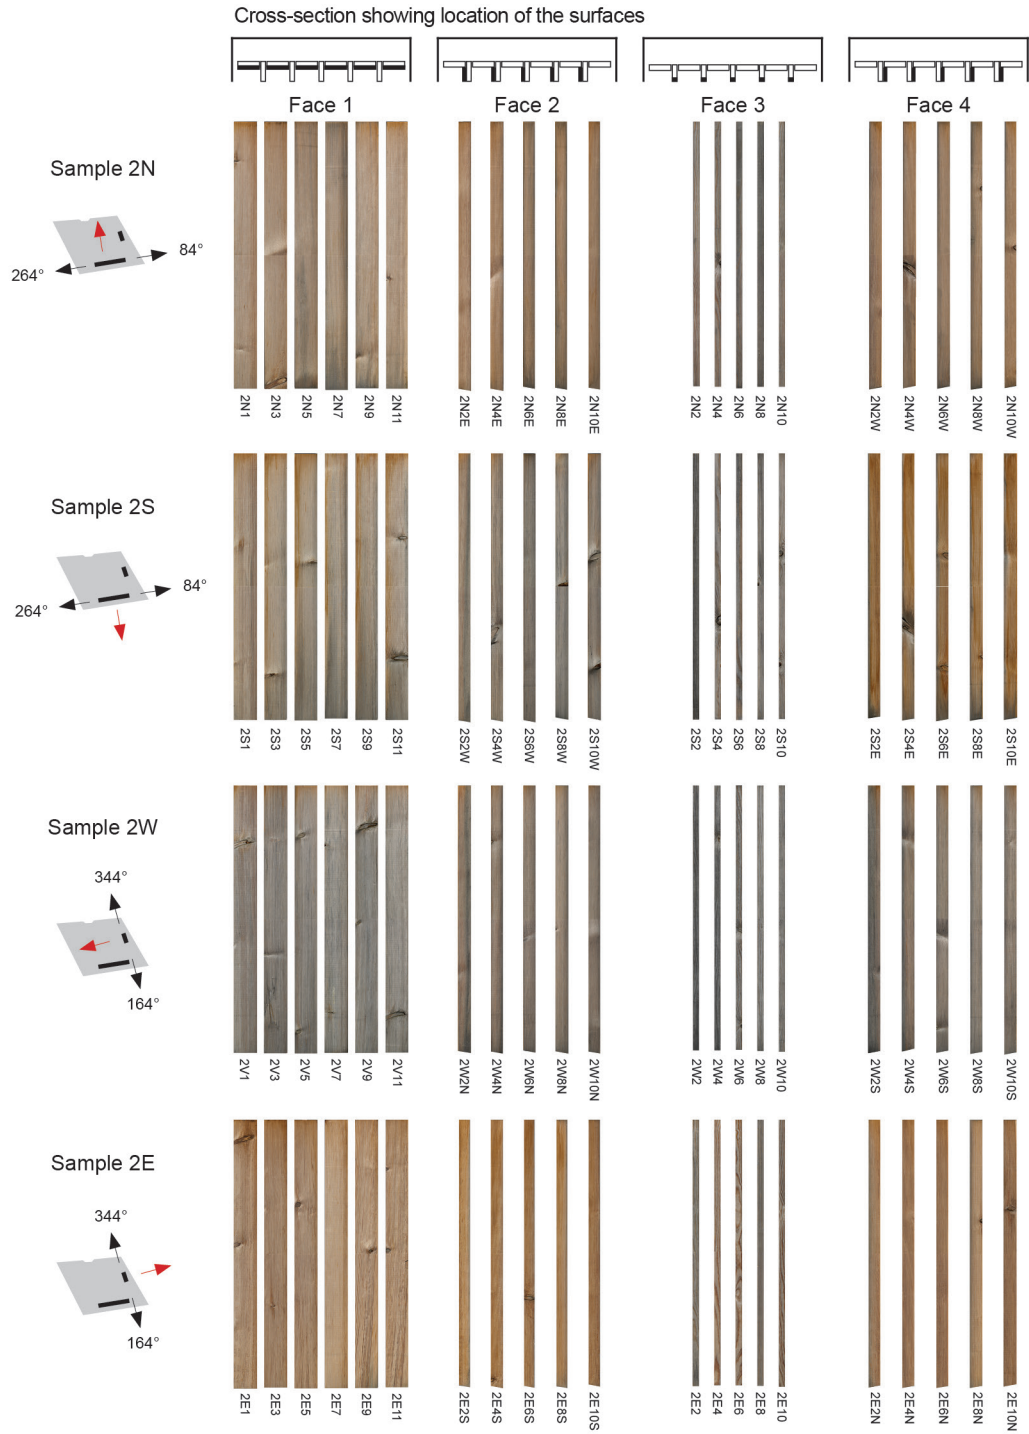 Cross-section showing location of the surfaces
Face 1
Face 2
Face 3
Face 4
Sample 2N
84°
264°
2N1
2N3
2N5
2N7
2N9
2N11
2N2E
2N4E
2N6E
2N8E
2N10E
2N2
2N4
2N6
2N8
2N10
2N2W
2N4W
2N6W
2N8W
2N10W
Sample 2S
84°
264°
2S1
2S3
2S5
2S7
2S9
2S11
2S2W
2S4W
2S6W
2S8W
2S10W
2S2
2S4
2S6
2S8
2S10
2S2E
2S4E
2S6E
2S8E
2S10E
Sample 2W
344°
164°
2V1
2V3
2V5
2V7
2V9
2V11
2W2N
2W4N
2W6N
2W8N
2W10N
2W2
2W4
2W6
2W8
2W10
2W2S
2W4S
2W6S
2W8S
2W10S
Sample 2E
344°
164°
2E1
2E3
2E5
2E7
2E9
2E11
2E2S
2E4S
2E6S
2E8S
2E10S
2E2
2E4
2E6
2E8
2E10
2E2N
2E4N
2E6N
2E8N
2E10N